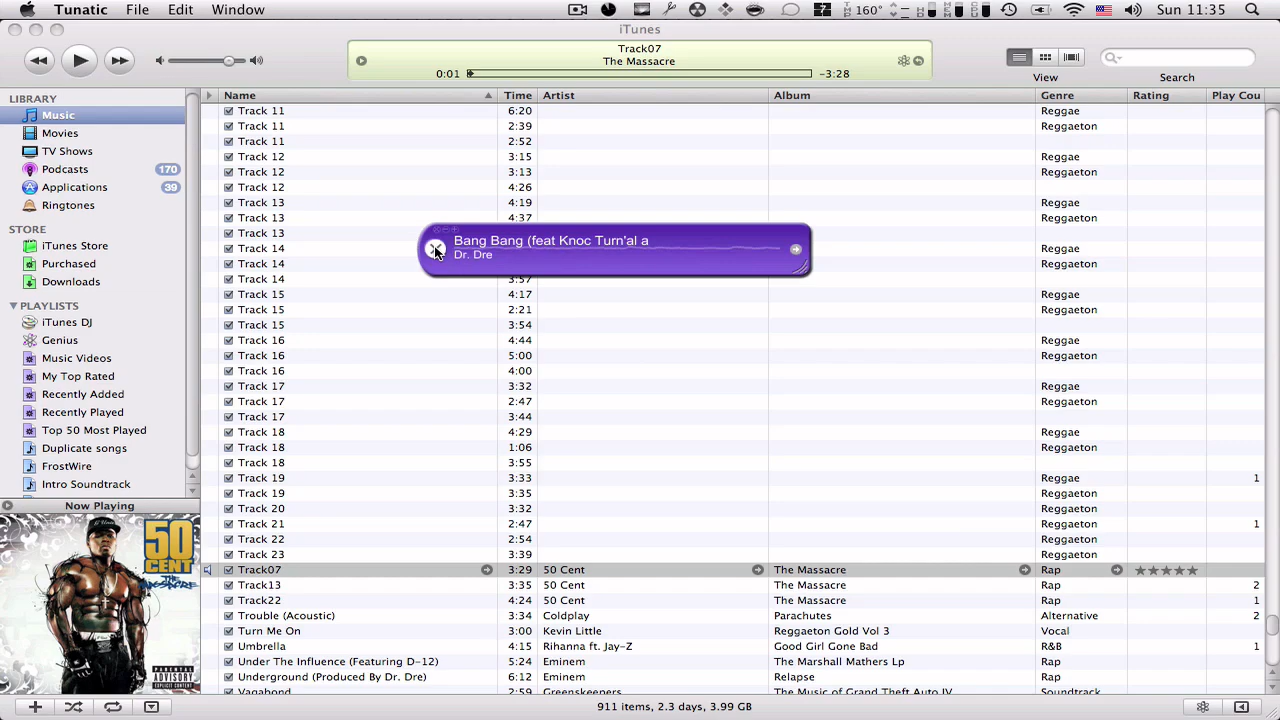 Tunatic File Edit Window 160° Sun 11:35
iTunes
Track07
The Massacre
0:01 -3:28
View Search
LIBRARY
Music
Movies
TV Shows
Podcasts 170
Applications 39
Ringtones
STORE
iTunes Store
Purchased
Downloads
PLAYLISTS
iTunes DJ
Genius
Music Videos
My Top Rated
Recently Added
Recently Played
Top 50 Most Played
Duplicate songs
FrostWire
Intro Soundtrack
Now Playing
50 CENT
THE MASSACRE
PARENTAL
ADVISORY
EXPLICIT CONTENT
Name Time Artist Album Genre Rating Play Cou
Track 11 6:20 Reggae
Track 11 2:39 Reggaeton
Track 11 2:52
Track 12 3:15 Reggae
Track 12 3:13 Reggaeton
Track 12 4:26
Track 13 4:19 Reggae
Track 13 4:37 Reggaeton
Track 13
Track 14 Reggae
Track 14 Reggaeton
Track 14 3:57
Track 15 4:17 Reggae
Track 15 2:21 Reggaeton
Track 15 3:54
Track 16 4:44 Reggae
Track 16 5:00 Reggaeton
Track 16 4:00
Track 17 3:32 Reggae
Track 17 2:47 Reggaeton
Track 17 3:44
Track 18 4:29 Reggae
Track 18 1:06 Reggaeton
Track 18 3:55
Track 19 3:33 Reggae 1
Track 19 3:35 Reggaeton
Track 20 3:32 Reggaeton
Track 21 2:47 Reggaeton 1
Track 22 2:54 Reggaeton
Track 23 3:39 Reggaeton
Track07 3:29 50 Cent The Massacre Rap ★★★★★
Track13 3:35 50 Cent The Massacre Rap 2
Track22 4:24 50 Cent The Massacre Rap 1
Trouble (Acoustic) 3:34 Coldplay Parachutes Alternative 2
Turn Me On 3:00 Kevin Little Reggaeton Gold Vol 3 Vocal
Umbrella 4:15 Rihanna ft. Jay-Z Good Girl Gone Bad R&B 1
Under The Influence (Featuring D-12) 5:24 Eminem The Marshall Mathers Lp Rap
Underground (Produced By Dr. Dre) 6:12 Eminem Relapse Rap
Vagabond 2:59 Greenskeepers The Music of Grand Theft Auto IV Soundtrack
Bang Bang (feat Knoc Turn'al a
Dr. Dre
911 items, 2.3 days, 3.99 GB